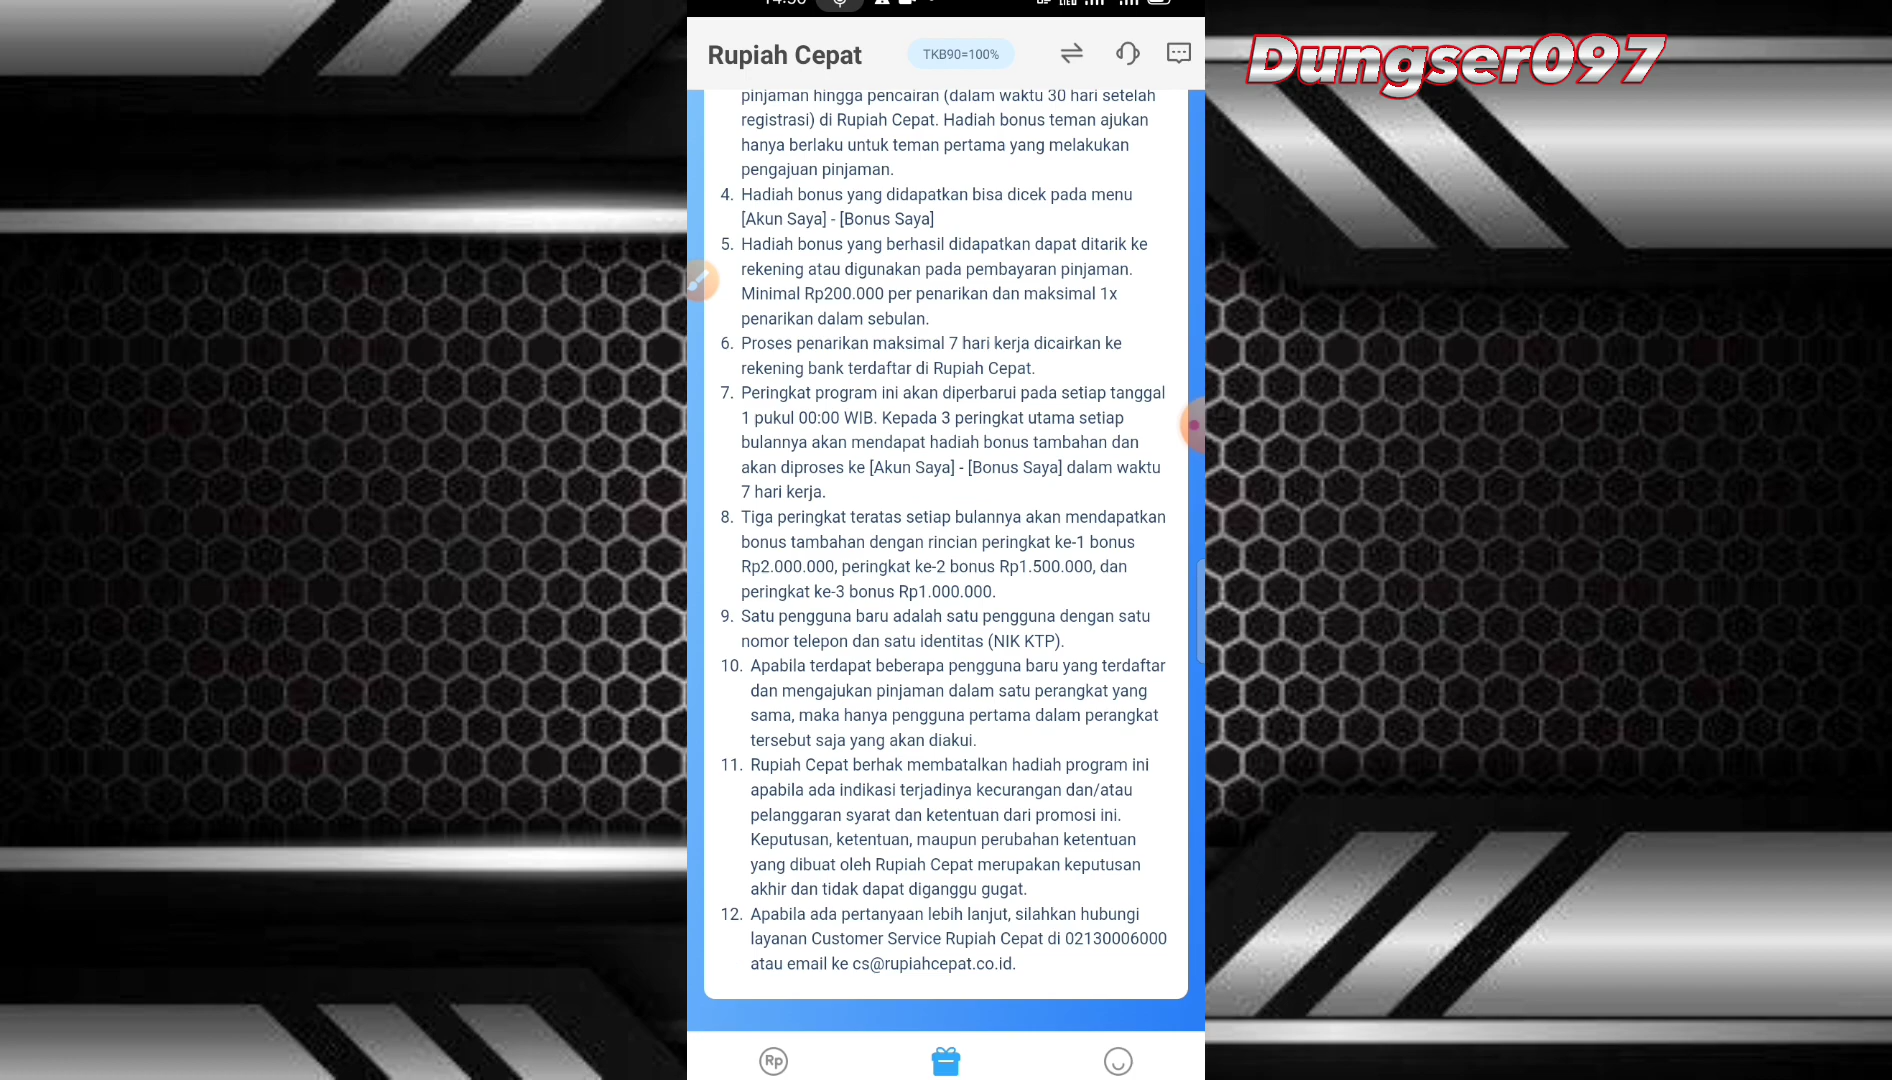 Rupiah Cepat
TKB90=100%
Dungser097
pinjaman hingga pencairan (dalam waktu 30 hari setelah
registrasi) di Rupiah Cepat. Hadiah bonus teman ajukan
hanya berlaku untuk teman pertama yang melakukan
pengajuan pinjaman.
4. Hadiah bonus yang didapatkan bisa dicek pada menu
[Akun Saya] - [Bonus Saya]
5. Hadiah bonus yang berhasil didapatkan dapat ditarik ke
rekening atau digunakan pada pembayaran pinjaman.
Minimal Rp200.000 per penarikan dan maksimal 1x
penarikan dalam sebulan.
6. Proses penarikan maksimal 7 hari kerja dicairkan ke
rekening bank terdaftar di Rupiah Cepat.
7. Peringkat program ini akan diperbarui pada setiap tanggal
1 pukul 00:00 WIB. Kepada 3 peringkat utama setiap
bulannya akan mendapat hadiah bonus tambahan dan
akan diproses ke [Akun Saya] - [Bonus Saya] dalam waktu
7 hari kerja.
8. Tiga peringkat teratas setiap bulannya akan mendapatkan
bonus tambahan dengan rincian peringkat ke-1 bonus
Rp2.000.000, peringkat ke-2 bonus Rp1.500.000, dan
peringkat ke-3 bonus Rp1.000.000.
9. Satu pengguna baru adalah satu pengguna dengan satu
nomor telepon dan satu identitas (NIK KTP).
10. Apabila terdapat beberapa pengguna baru yang terdaftar
dan mengajukan pinjaman dalam satu perangkat yang
sama, maka hanya pengguna pertama dalam perangkat
tersebut saja yang akan diakui.
11. Rupiah Cepat berhak membatalkan hadiah program ini
apabila ada indikasi terjadinya kecurangan dan/atau
pelanggaran syarat dan ketentuan dari promosi ini.
Keputusan, ketentuan, maupun perubahan ketentuan
yang dibuat oleh Rupiah Cepat merupakan keputusan
akhir dan tidak dapat diganggu gugat.
12. Apabila ada pertanyaan lebih lanjut, silahkan hubungi
layanan Customer Service Rupiah Cepat di 02130006000
atau email ke cs@rupiahcepat.co.id.
Rp